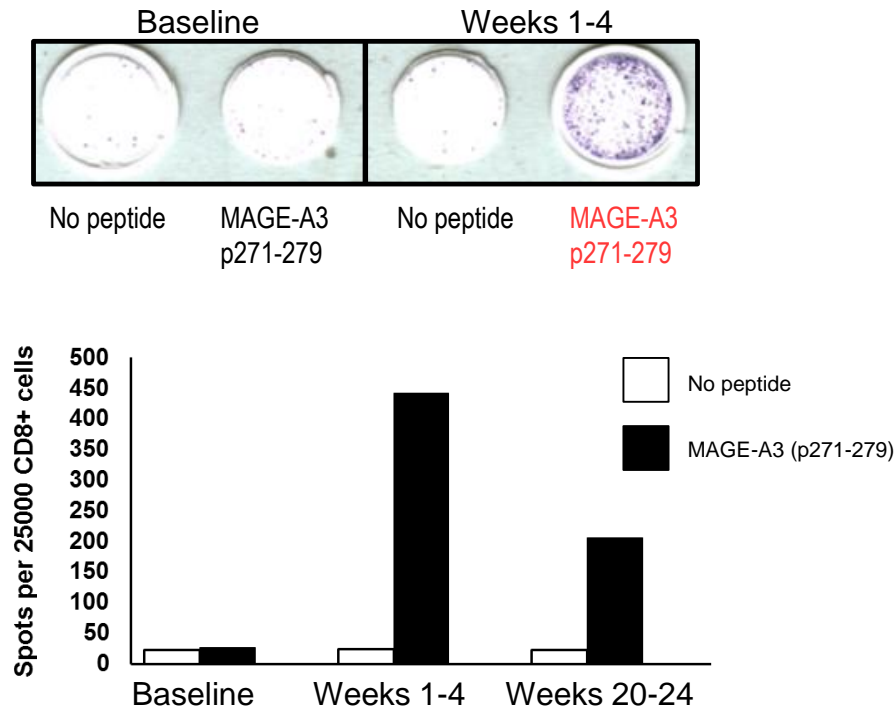 Baseline
Weeks 1-4
No peptide
MAGE-A3
p271-279
No peptide
MAGE-A3
p271-279
Spots per 25000 CD8+ cells
500
450
400
350
300
250
200
150
100
50
0
No peptide
MAGE-A3 (p271-279)
Baseline
Weeks 1-4
Weeks 20-24